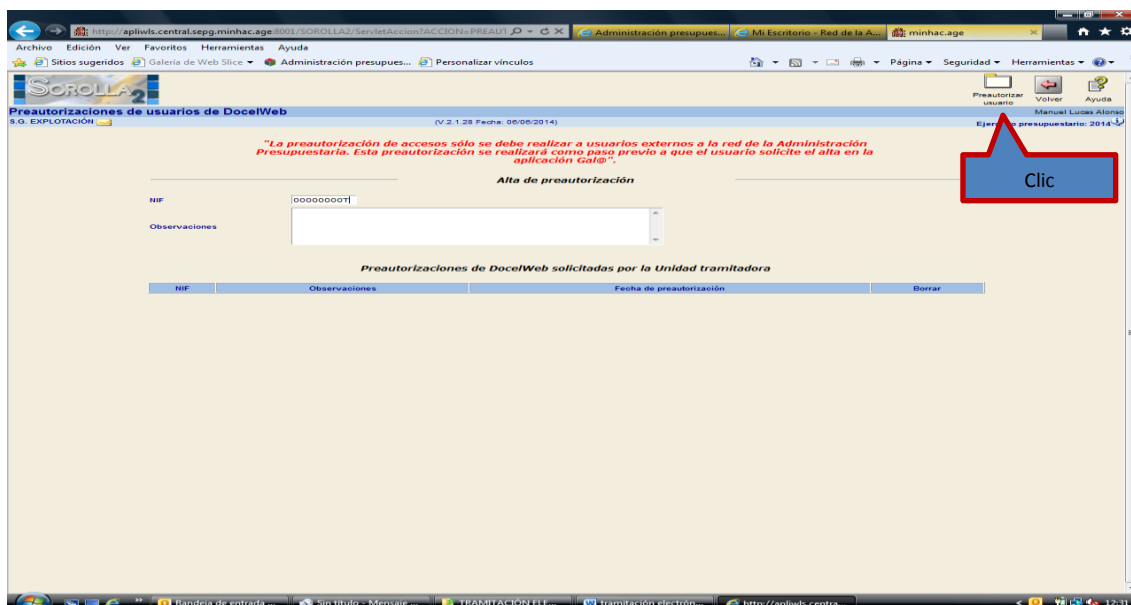 http://apliwls.central.sepg.minhac.age:8001/SOROLLA2/ServletAccion?ACCION=PREAUT
Administración presupues...
Mi Escritorio - Red de la A...
minhac.age
Archivo Edición Ver Favoritos Herramientas Ayuda
Sitios sugeridos Galería de Web Slice Administración presupues... Personalizar vínculos
Página Seguridad Herramientas
SOROLLA2
Preautorizar usuario
Volver
Ayuda
Preautorizaciones de usuarios de DocelWeb
Manuel Lucas Alonso
S.G. EXPLOTACIÓN
(V.2.1.28 Fecha: 06/06/2014)
Ejer o presupuestario: 2014
"La preautorización de accesos sólo se debe realizar a usuarios externos a la red de la Administración
Presupuestaria. Esta preautorización se realizará como paso previo a que el usuario solicite el alta en la
aplicación Gal@".
Clic
Alta de preautorización
NIF
00000000T
Observaciones
Preautorizaciones de DocelWeb solicitadas por la Unidad tramitadora
NIF Observaciones Fecha de preautorización Borrar
Bandeja de entrada ...
Sin título - Mensaje ...
TRAMITACIÓN ELE...
tramitación electrón...
http://apliwls.centra...
12:31